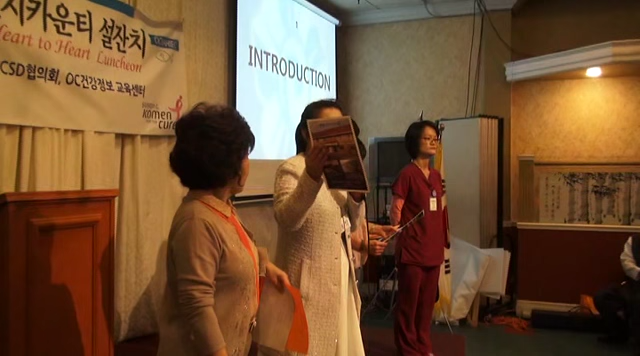 시카운티 설잔치
Heart to Heart Luncheon
CSD협의회, OC건강정보 교육센터
Komen
cure
INTRODUCTION